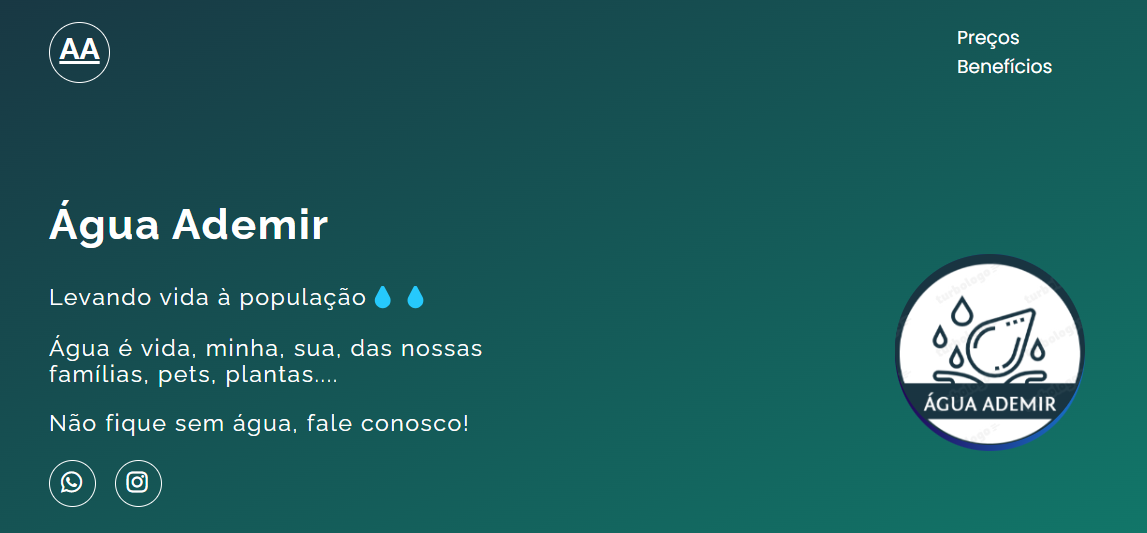 AA
Preços
Benefícios
Água Ademir
Levando vida à população
Água é vida, minha, sua, das nossas
famílias, pets, plantas....
Não fique sem água, fale conosco!
turbologo
ÁGUA ADEMIR